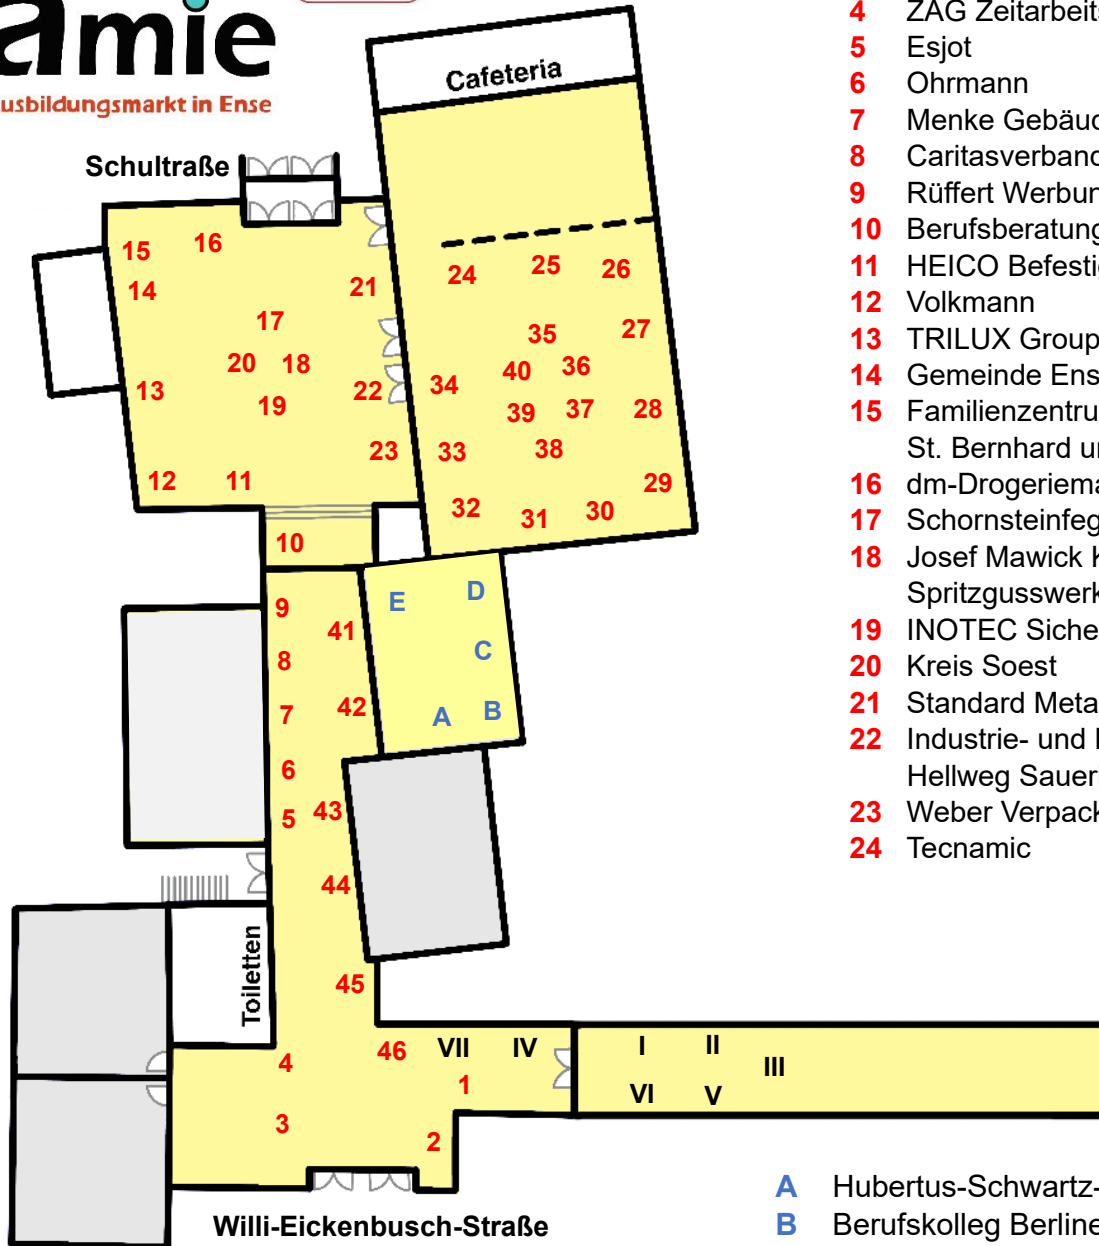 amie
usbildungsmarkt in Ense
Cafeteria
Schultraße
15
16
14
21
17
20
18
13
22
19
23
12
11
10
24
25
26
35
27
40
36
34
39
37
28
33
38
29
32
31
30
9
41
8
7
42
6
5
43
44
45
E
D
C
A
B
Toiletten
4
46
VII
IV
1
3
2
I
II
III
VI
V
Willi-Eickenbusch-Straße
4 ZAG Zeitarbeits
5 Esjot
6 Ohrmann
7 Menke Gebäud
8 Caritasverband
9 Rüffert Werbun
10 Berufsberatung
11 HEICO Befesti
12 Volkmann
13 TRILUX Group
14 Gemeinde Ens
15 Familienzentru
St. Bernhard u
16 dm-Drogeriema
17 Schornsteinfeg
18 Josef Mawick K
Spritzgusswerk
19 INOTEC Siche
20 Kreis Soest
21 Standard Meta
22 Industrie- und
Hellweg Sauer
23 Weber Verpack
24 Tecnamic
A Hubertus-Schwartz-
B Berufskolleg Berline